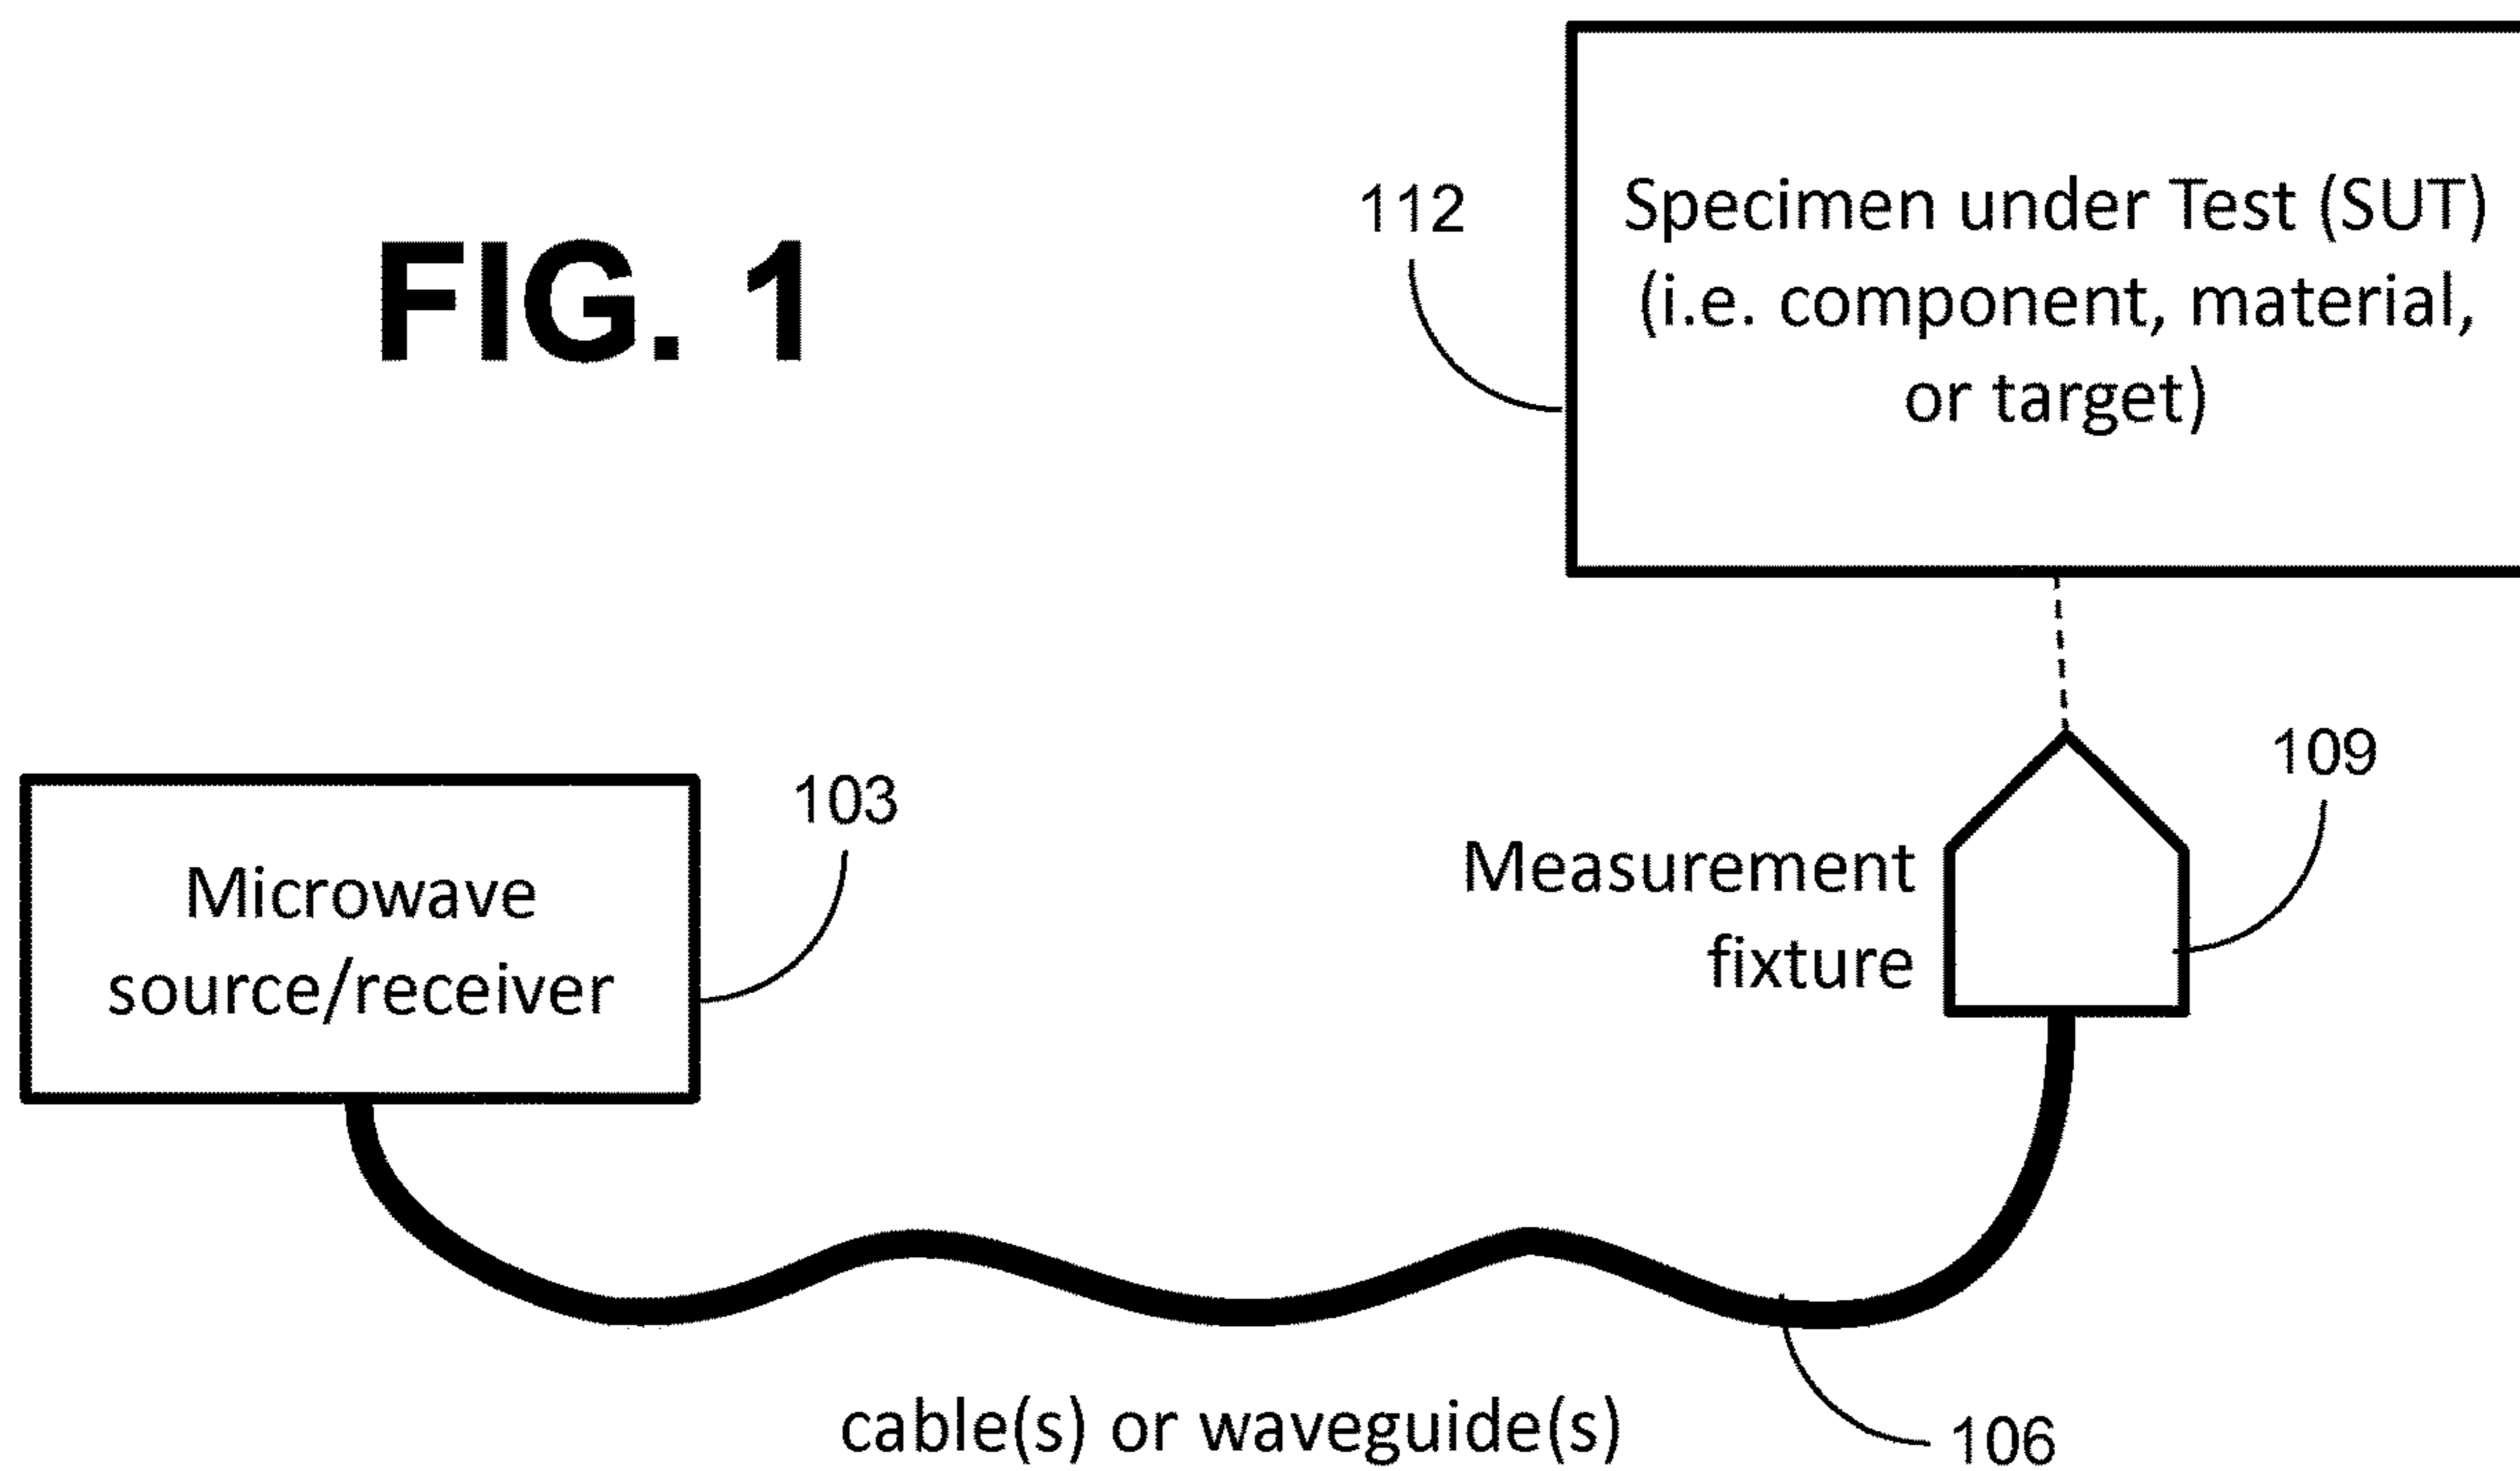 FIG. 1
112
Specimen under Test (SUT)
(i.e. component, material,
or target)
103
Microwave
source/receiver
109
Measurement
fixture
cable(s) or waveguide(s)
106